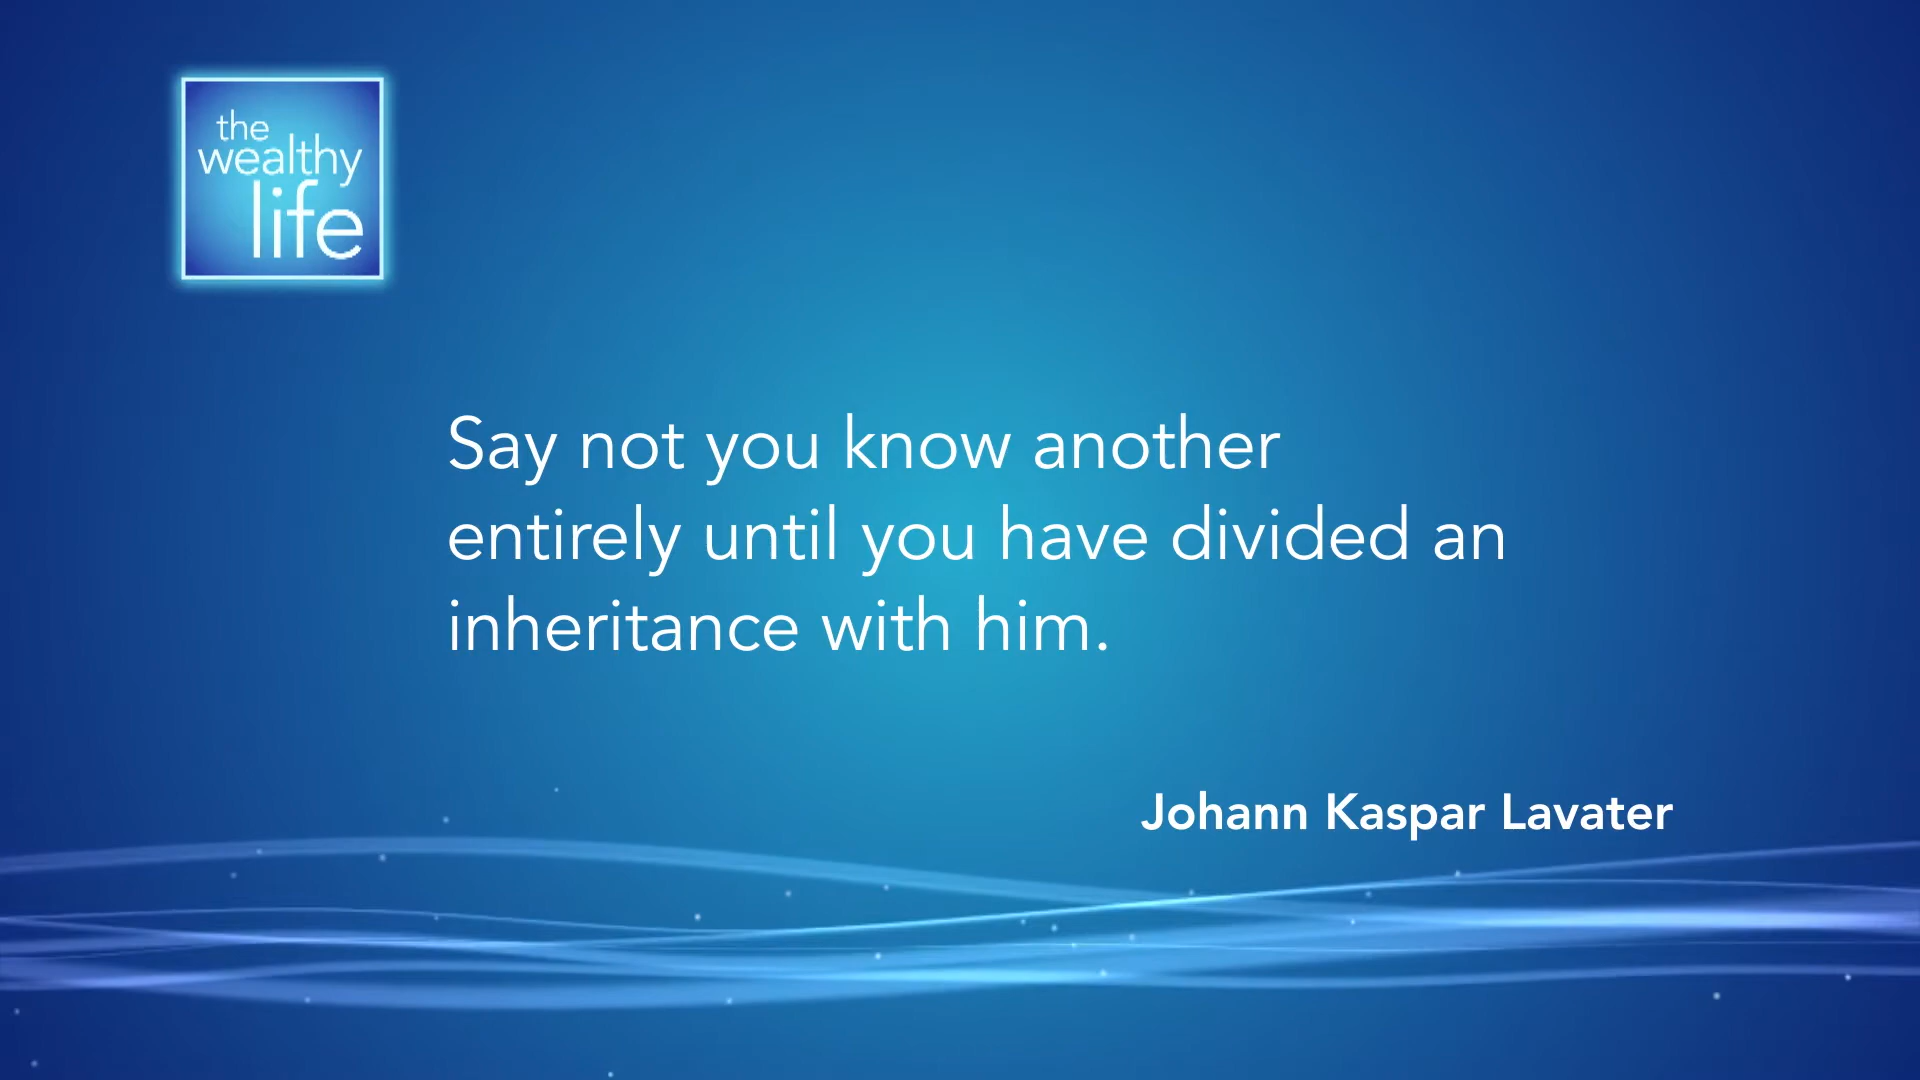 the
wealthy
life
Say not you know another
entirely until you have divided an
inheritance with him.
Johann Kaspar Lavater